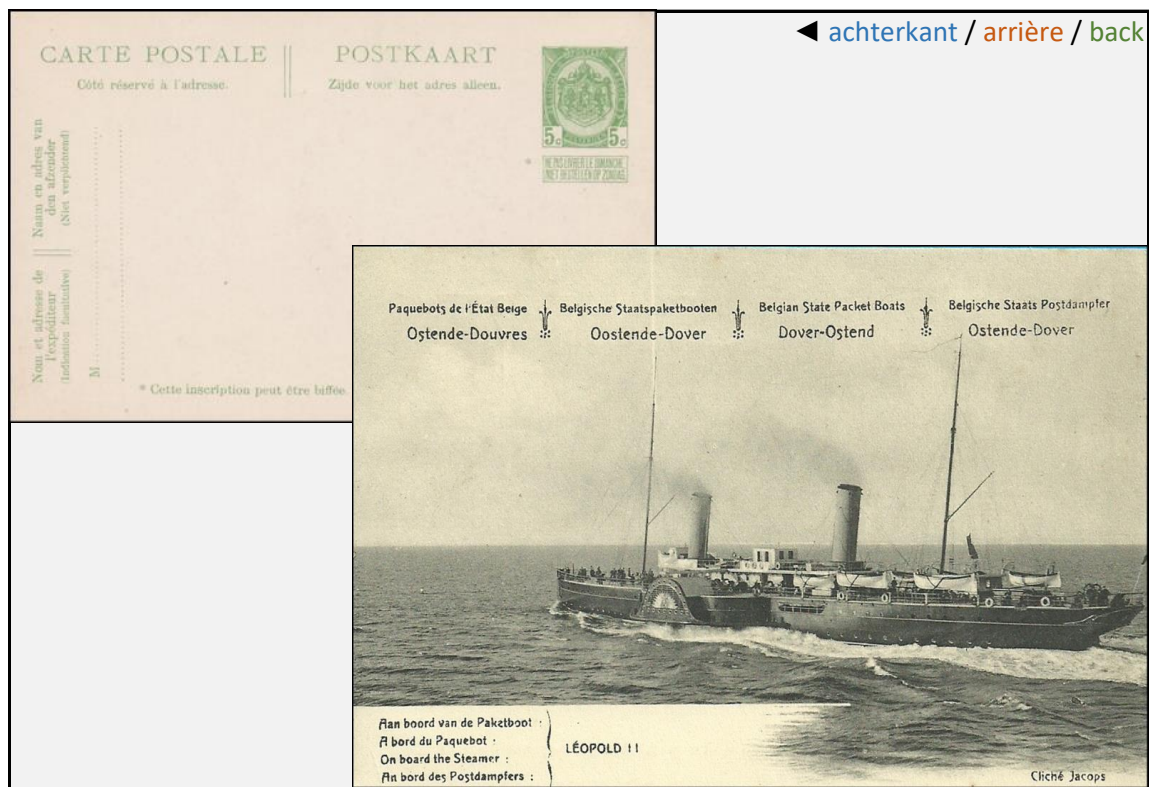 ◄ achterkant / arrière / back
CARTE POSTALE
Côté réservé à l'adresse.
POSTKAART
Zijde voor het adres alleen.
5c 5c
NE PAS LIVRER LE DIMANCHE
NIET BESTELLEN OP ZONDAG
*
Naam en adres van
den afzender
(Niet verplichtend)
Nom et adresse de
l'expéditeur
(Indication facultative)
M.
* Cette inscription peut être biffée.
Paquebots de l'État Belge
Ostende-Douvres
Belgische Staatspaketbooten
Oostende-Dover
Belgian State Packet Boats
Dover-Ostend
Belgische Staats Postdampfer
Ostende-Dover
Aan boord van de Paketboot :
A bord du Paquebot :
On board the Steamer :
An bord des Postdampfers :
LÉOPOLD II
Cliché Jacops